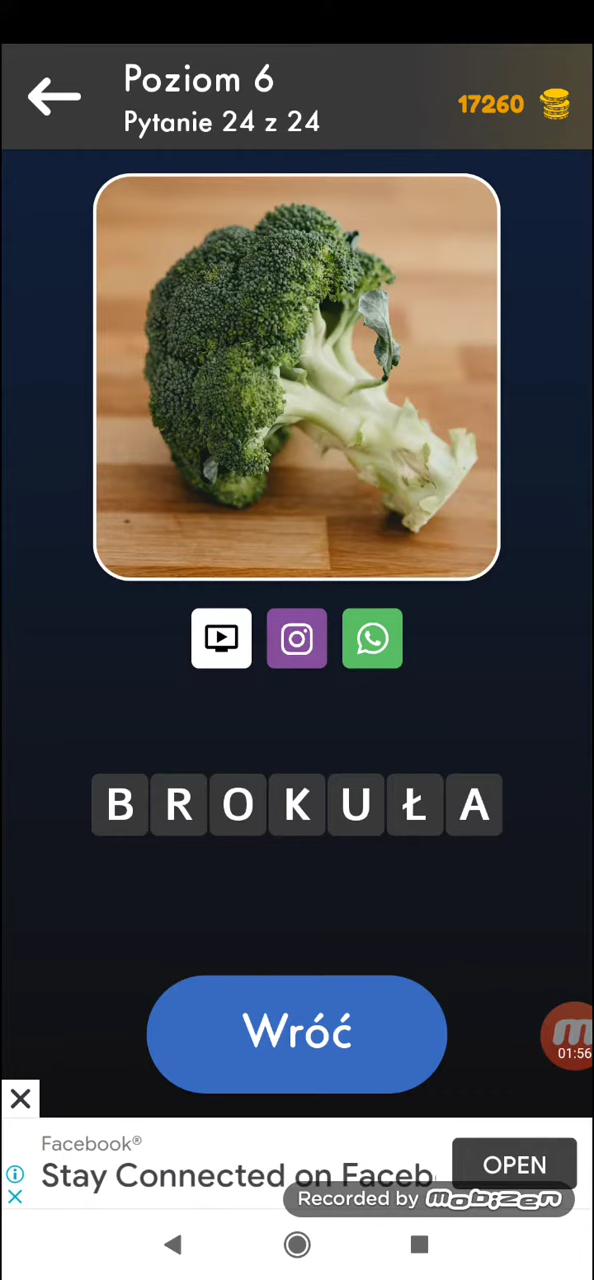 Poziom 6
Pytanie 24 z 24
17260
BROKUŁA
Wróć
01:56
Facebook®
Stay Connected on Faceb
OPEN
Recorded by mobizen